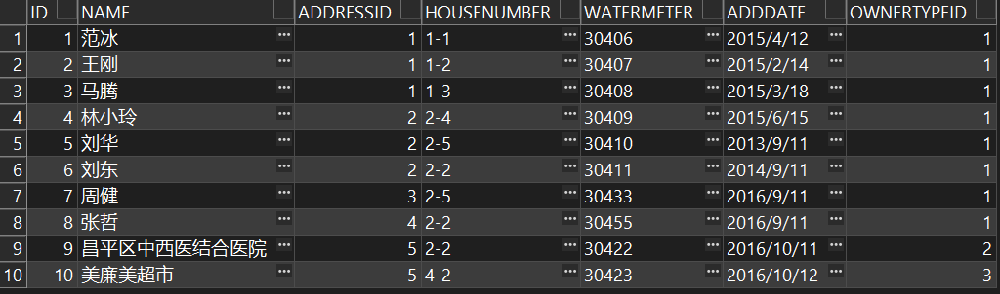 ID NAME ADDRESSID HOUSENUMBER WATERMETER ADDDATE OWNERTYPEID
1 1 范冰 ... 1 1-1 ... 30406 ... 2015/4/12 ... 1
2 2 王刚 ... 1 1-2 ... 30407 ... 2015/2/14 ... 1
3 3 马腾 ... 1 1-3 ... 30408 ... 2015/3/18 ... 1
4 4 林小玲 ... 2 2-4 ... 30409 ... 2015/6/15 ... 1
5 5 刘华 ... 2 2-5 ... 30410 ... 2013/9/11 ... 1
6 6 刘东 ... 2 2-2 ... 30411 ... 2014/9/11 ... 1
7 7 周健 ... 3 2-5 ... 30433 ... 2016/9/11 ... 1
8 8 张哲 ... 4 2-2 ... 30455 ... 2016/9/11 ... 1
9 9 昌平区中西医结合医院 ... 5 2-2 ... 30422 ... 2016/10/11 ... 2
10 10 美廉美超市 ... 5 4-2 ... 30423 ... 2016/10/12 ... 3